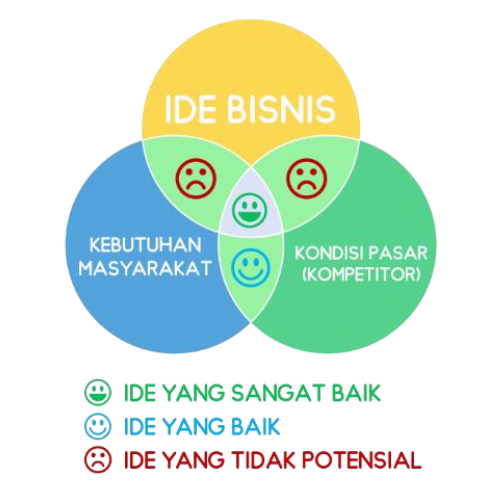 IDE BISNIS
KEBUTUHAN
MASYARAKAT
KONDISI PASAR
(KOMPETITOR)
IDE YANG SANGAT BAIK
IDE YANG BAIK
IDE YANG TIDAK POTENSIAL